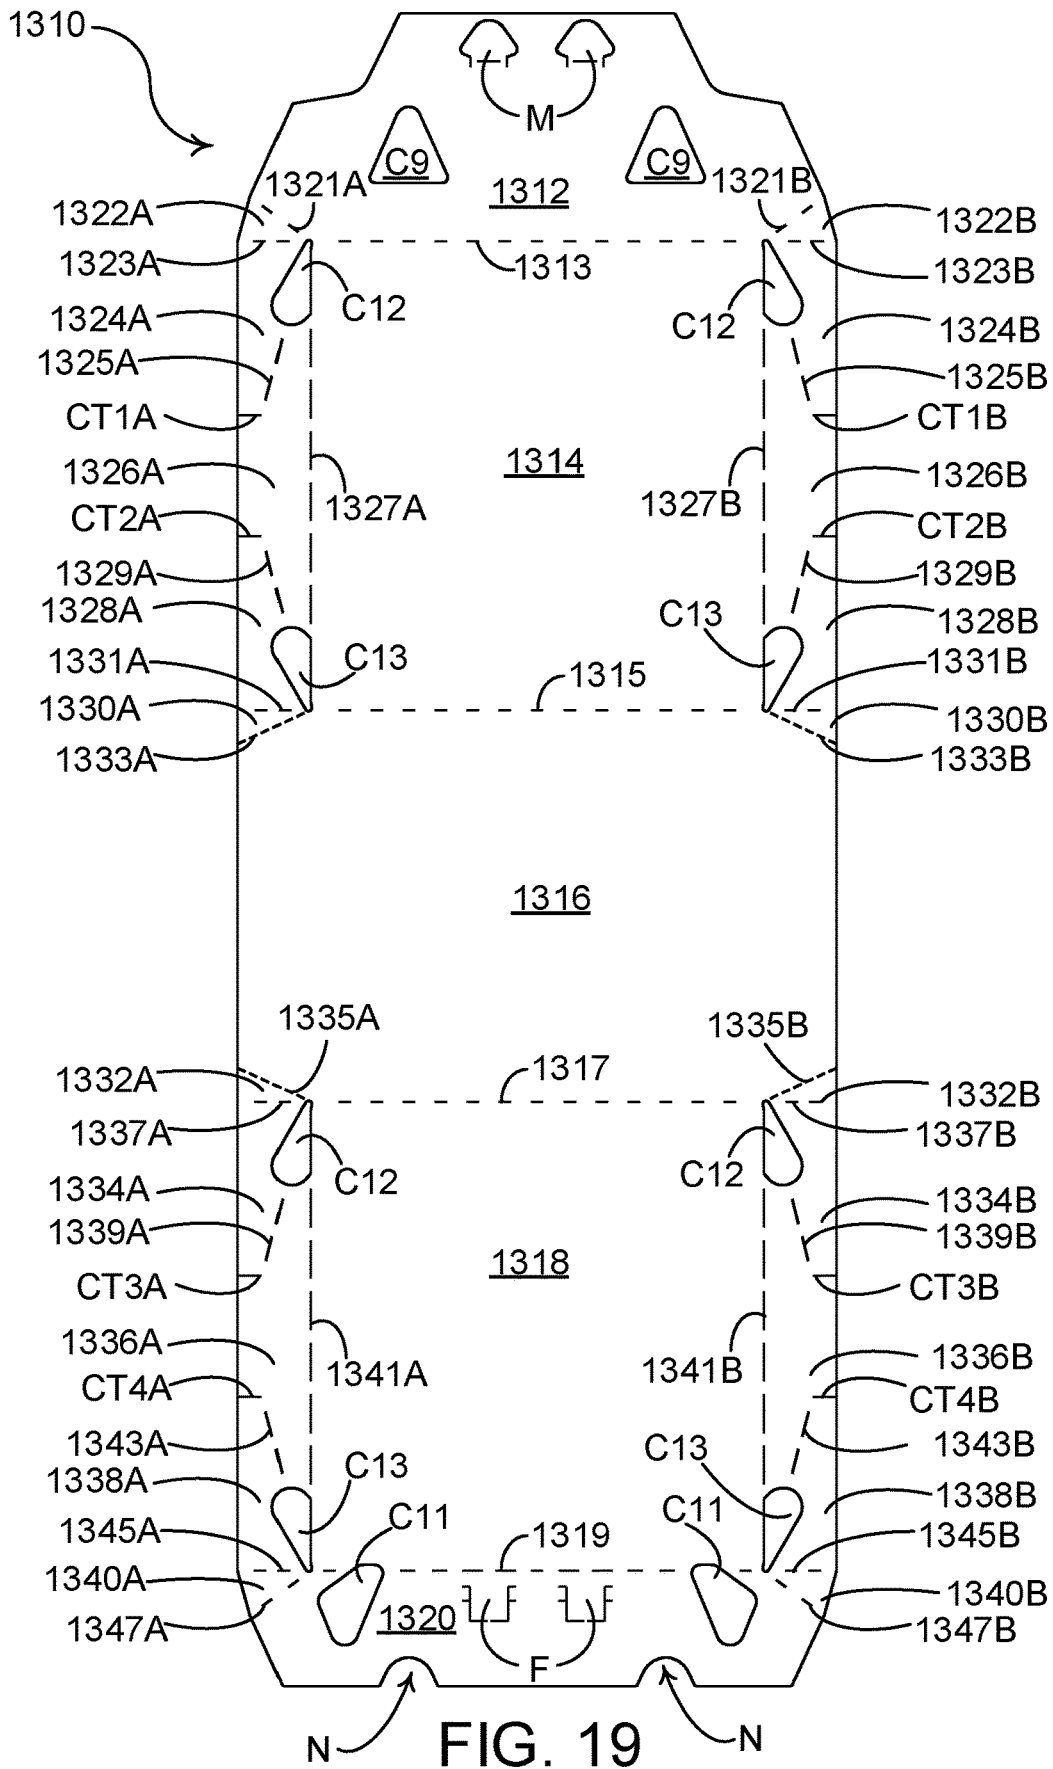 1310
M
C9 C9
1321A 1312 1321B
1322A 1322B
1323A 1313 1323B
C12 C12
1324A 1324B
1325A 1325B
CT1A CT1B
1326A 1314 1326B
1327A 1327B
CT2A CT2B
1329A 1329B
1328A C13 1328B
1331A C13 1331B
1330A 1315 1330B
1333A 1333B
1316
1335A 1335B
1332A 1317 1332B
1337A 1337B
C12 C12
1334A 1334B
1339A 1318 1339B
CT3A CT3B
1336A 1336B
1341A 1341B
CT4A CT4B
1343A C13 1343B
1338A C13 1338B
C11 C11
1345A 1319 1345B
1340A 1340B
1347A 1320 1347B
F
N N
FIG. 19